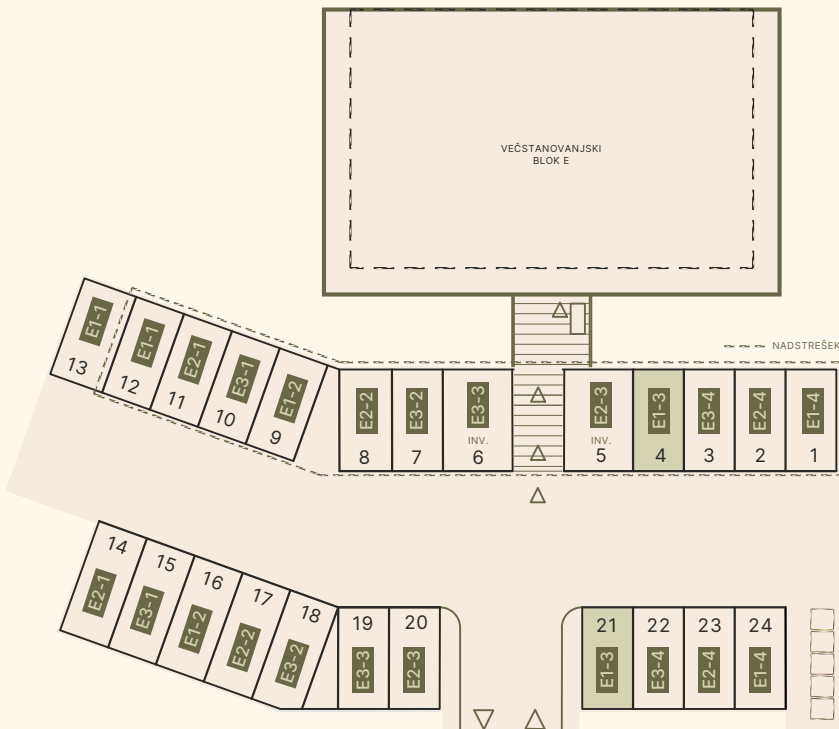 VEČSTANOVANJSKI
BLOK E
NADSTREŠEK
E1-1
13
E1-1
12
E2-1
11
E3-1
10
E1-2
9
E2-2
8
E3-2
7
E3-3
INV.
6
E2-3
INV.
5
E1-3
4
E3-4
3
E2-4
2
E1-4
1
14
E2-1
15
E3-1
16
E1-2
17
E2-2
18
E3-2
19
E3-3
20
E2-3
21
E1-3
22
E3-4
23
E2-4
24
E1-4